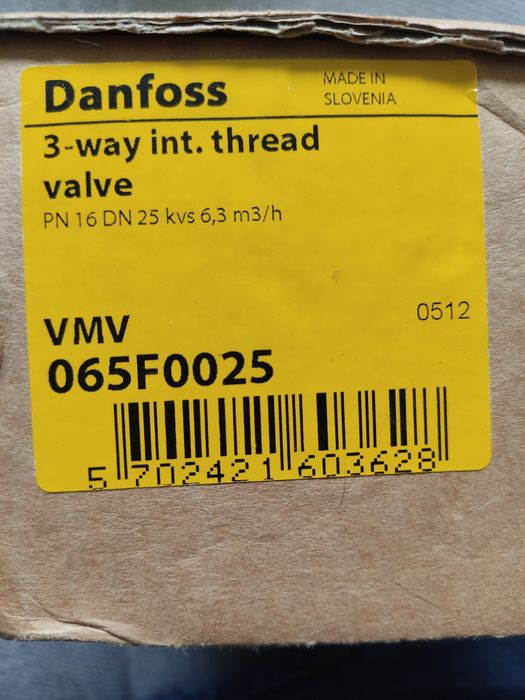 Danfoss
MADE IN
SLOVENIA
3-way int. thread
valve
PN 16 DN 25 kvs 6,3 m3/h
0512
VMV
065F0025
5 702421 603628